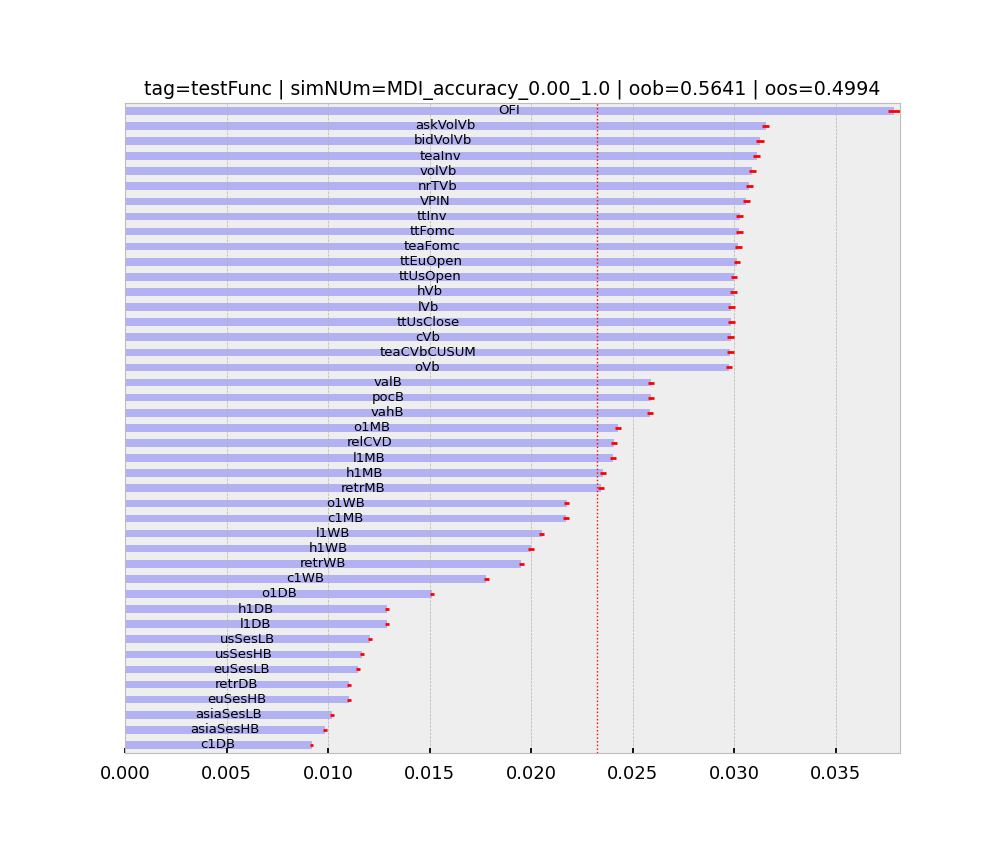 tag=testFunc | simNUm=MDI_accuracy_0.00_1.0 | oob=0.5641 | oos=0.4994
OFI
askVolVb
bidVolVb
teaInv
volVb
nrTVb
VPIN
ttInv
ttFomc
teaFomc
ttEuOpen
ttUsOpen
hVb
lVb
ttUsClose
cVb
teaCVbCUSUM
oVb
valB
pocB
vahB
o1MB
relCVD
l1MB
h1MB
retrMB
o1WB
c1MB
l1WB
h1WB
retrWB
c1WB
o1DB
h1DB
l1DB
usSesLB
usSesHB
euSesLB
retrDB
euSesHB
asiaSesLB
asiaSesHB
c1DB
0.000 0.005 0.010 0.015 0.020 0.025 0.030 0.035